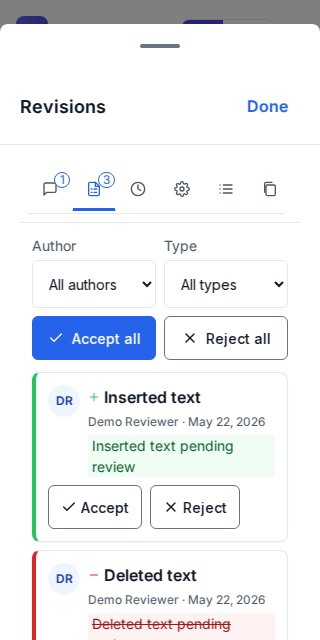 Revisions
Done
1
3
Author
Type
All authors
All types
Accept all
Reject all
DR
+ Inserted text
Demo Reviewer · May 22, 2026
Inserted text pending
review
Accept
Reject
DR
− Deleted text
Demo Reviewer · May 22, 2026
Deleted text pending